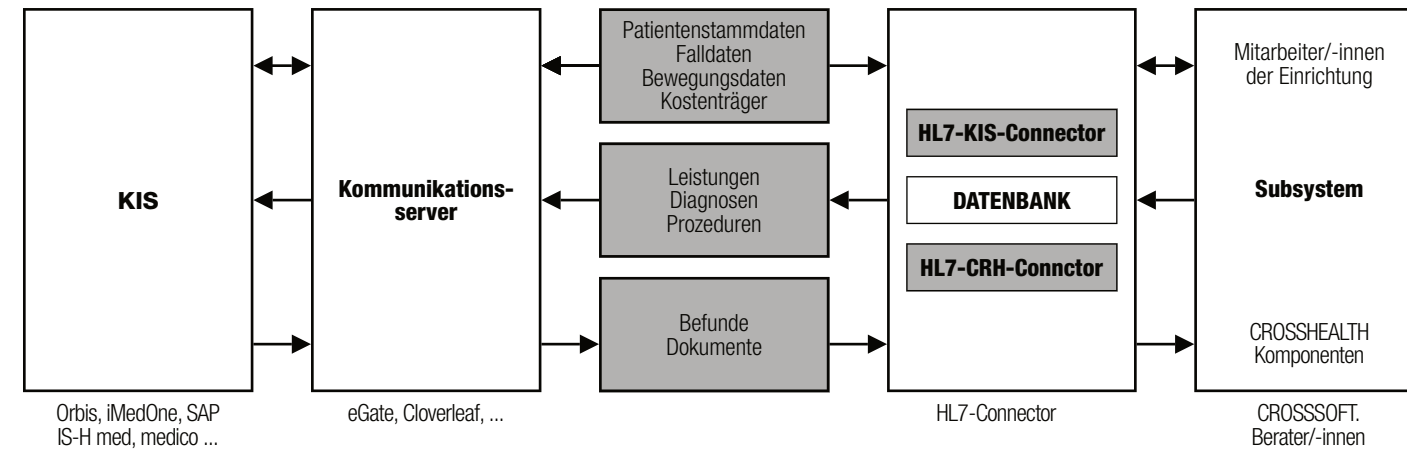 KIS
Orbis, iMedOne, SAP
IS-H med, medico ...
Kommunikations-
server
eGate, Cloverleaf, ...
Patientenstammdaten
Falldaten
Bewegungsdaten
Kostenträger
Leistungen
Diagnosen
Prozeduren
Befunde
Dokumente
HL7-KIS-Connector
DATENBANK
HL7-CRH-Connctor
HL7-Connector
Mitarbeiter/-innen
der Einrichtung
Subsystem
CROSSHEALTH
Komponenten
CROSSSOFT.
Berater/-innen